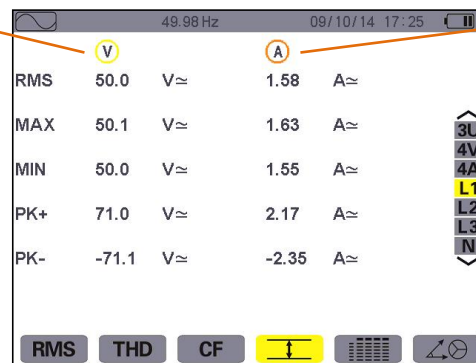 49.98 Hz 09/10/14 17:25
V A
RMS 50.0 V≃ 1.58 A≃
MAX 50.1 V≃ 1.63 A≃
MIN 50.0 V≃ 1.55 A≃
PK+ 71.0 V≃ 2.17 A≃
PK- -71.1 V≃ -2.35 A≃
3U
4V
4A
L1
L2
L3
N
RMS THD CF